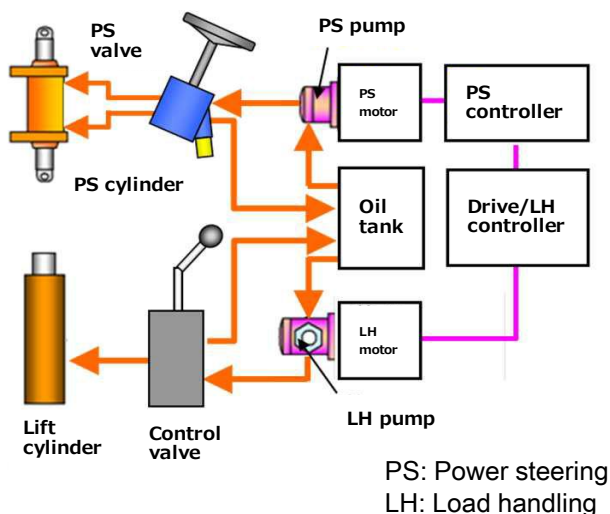 PS
valve
PS pump
PS
motor
PS
controller
PS cylinder
Oil
tank
Drive/LH
controller
LH
motor
LH pump
Lift
cylinder
Control
valve
PS: Power steering
LH: Load handling